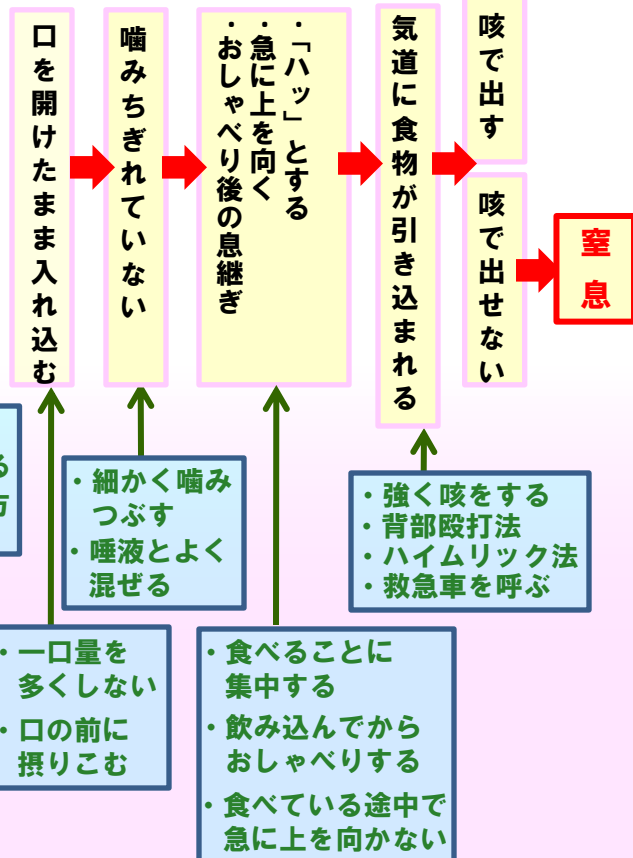 口を開けたまま入れ込む
噛みちぎれていない
・「ハッ」とする
・急に上を向く
・おしゃべり後の息継ぎ
気道に食物が引き込まれる
咳で出す
咳で出せない
窒息
る
・細かく噛み
つぶす
・唾液とよく
混ぜる
・強く咳をする
・背部殴打法
・ハイムリック法
・救急車を呼ぶ
・一口量を
多くしない
・口の前に
摂りこむ
・食べることに
集中する
・飲み込んでから
おしゃべりする
・食べている途中で
急に上を向かない